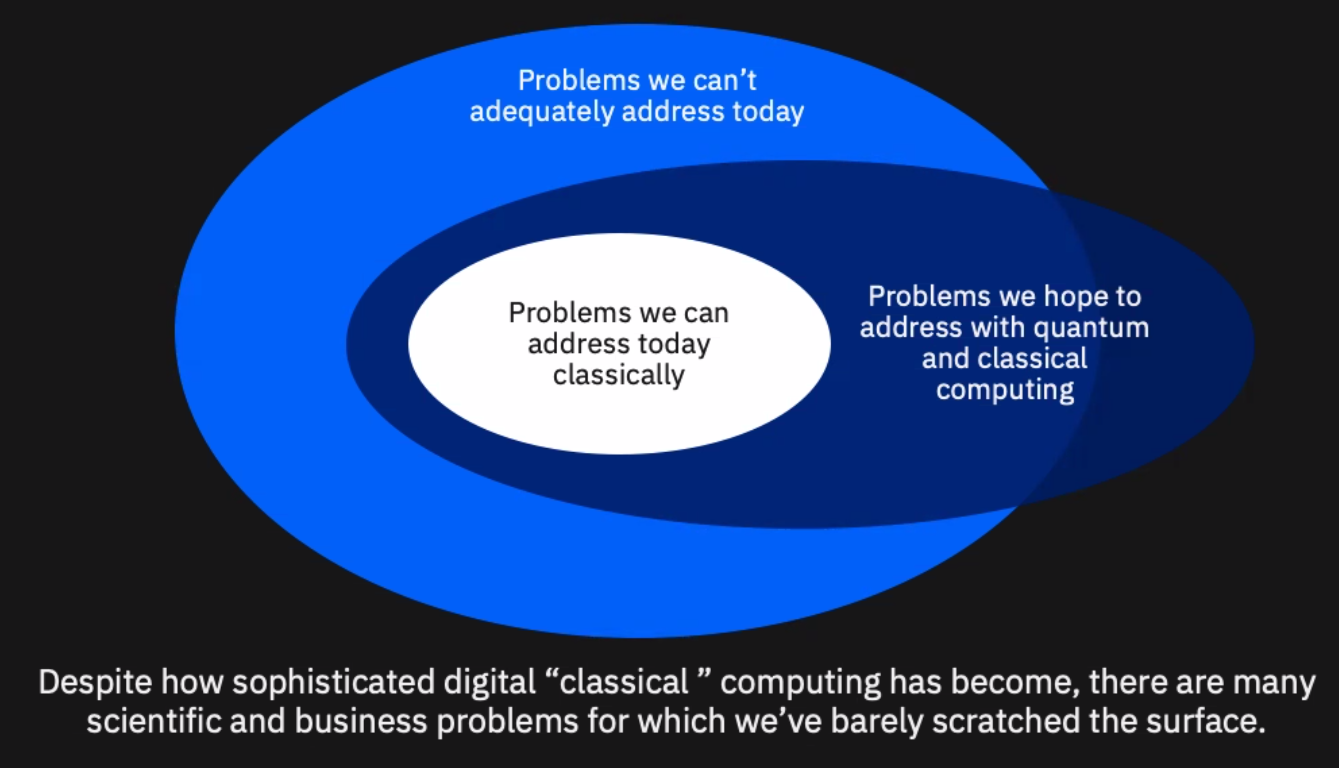 Problems we can’t
adequately address today
Problems we can
address today
classically
Problems we hope to
address with quantum
and classical
computing
Despite how sophisticated digital “classical ” computing has become, there are many
scientific and business problems for which we’ve barely scratched the surface.